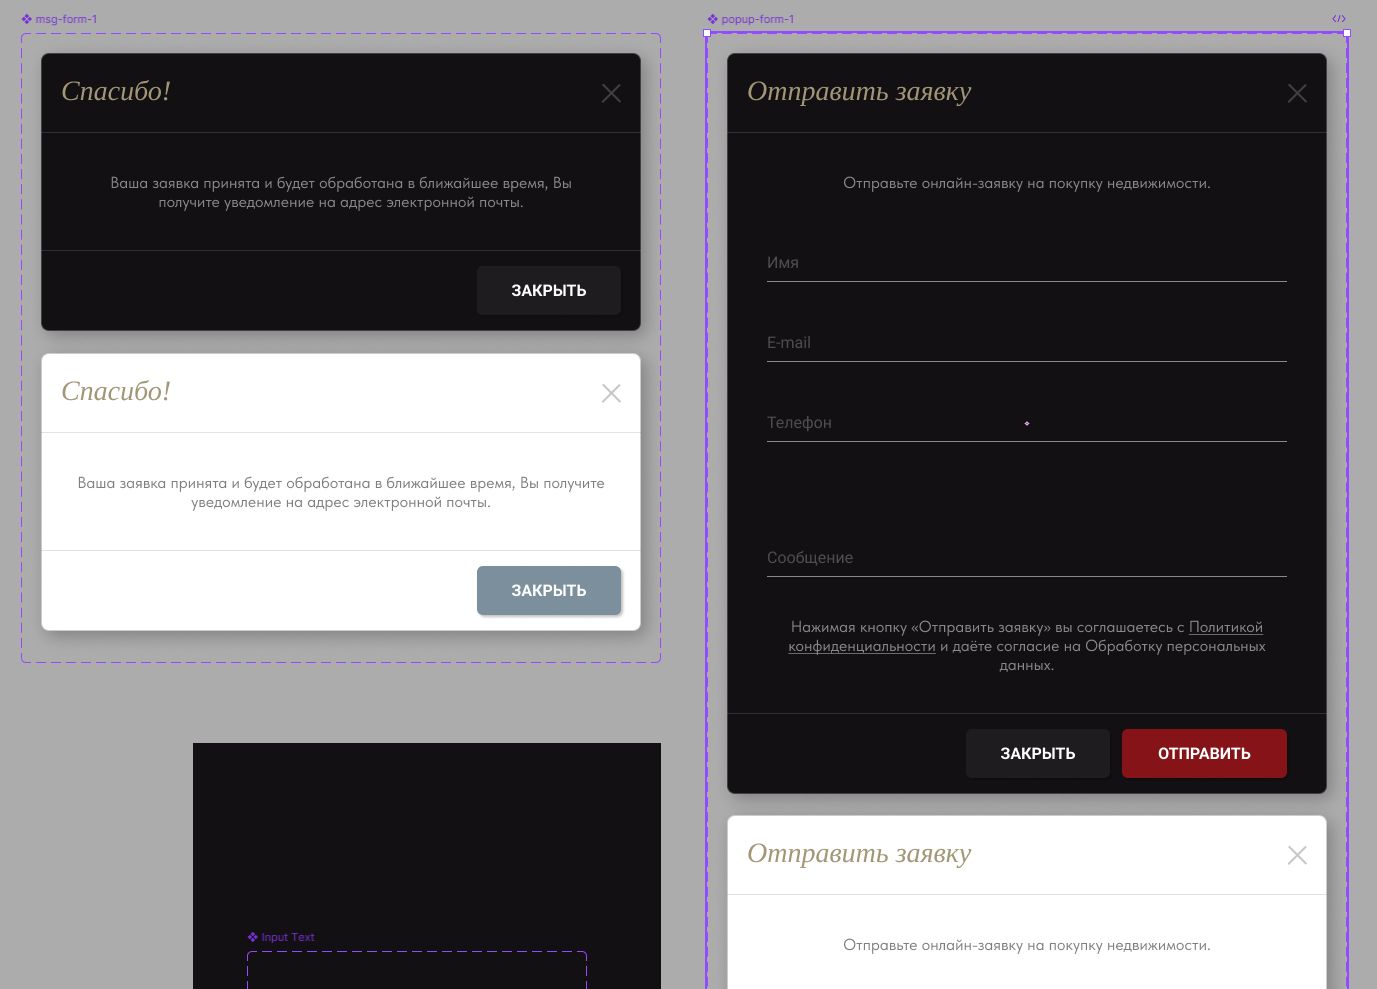 msg-form-1
Спасибо!
Ваша заявка принята и будет обработана в ближайшее время, Вы
получите уведомление на адрес электронной почты.
ЗАКРЫТЬ
Спасибо!
Ваша заявка принята и будет обработана в ближайшее время, Вы получите
уведомление на адрес электронной почты.
ЗАКРЫТЬ
Input Text
popup-form-1
Отправить заявку
Отправьте онлайн-заявку на покупку недвижимости.
Имя
E-mail
Телефон
Сообщение
Нажимая кнопку «Отправить заявку» вы соглашаетесь с Политикой
конфиденциальности и даёте согласие на Обработку персональных
данных.
ЗАКРЫТЬ ОТПРАВИТЬ
Отправить заявку
Отправьте онлайн-заявку на покупку недвижимости.